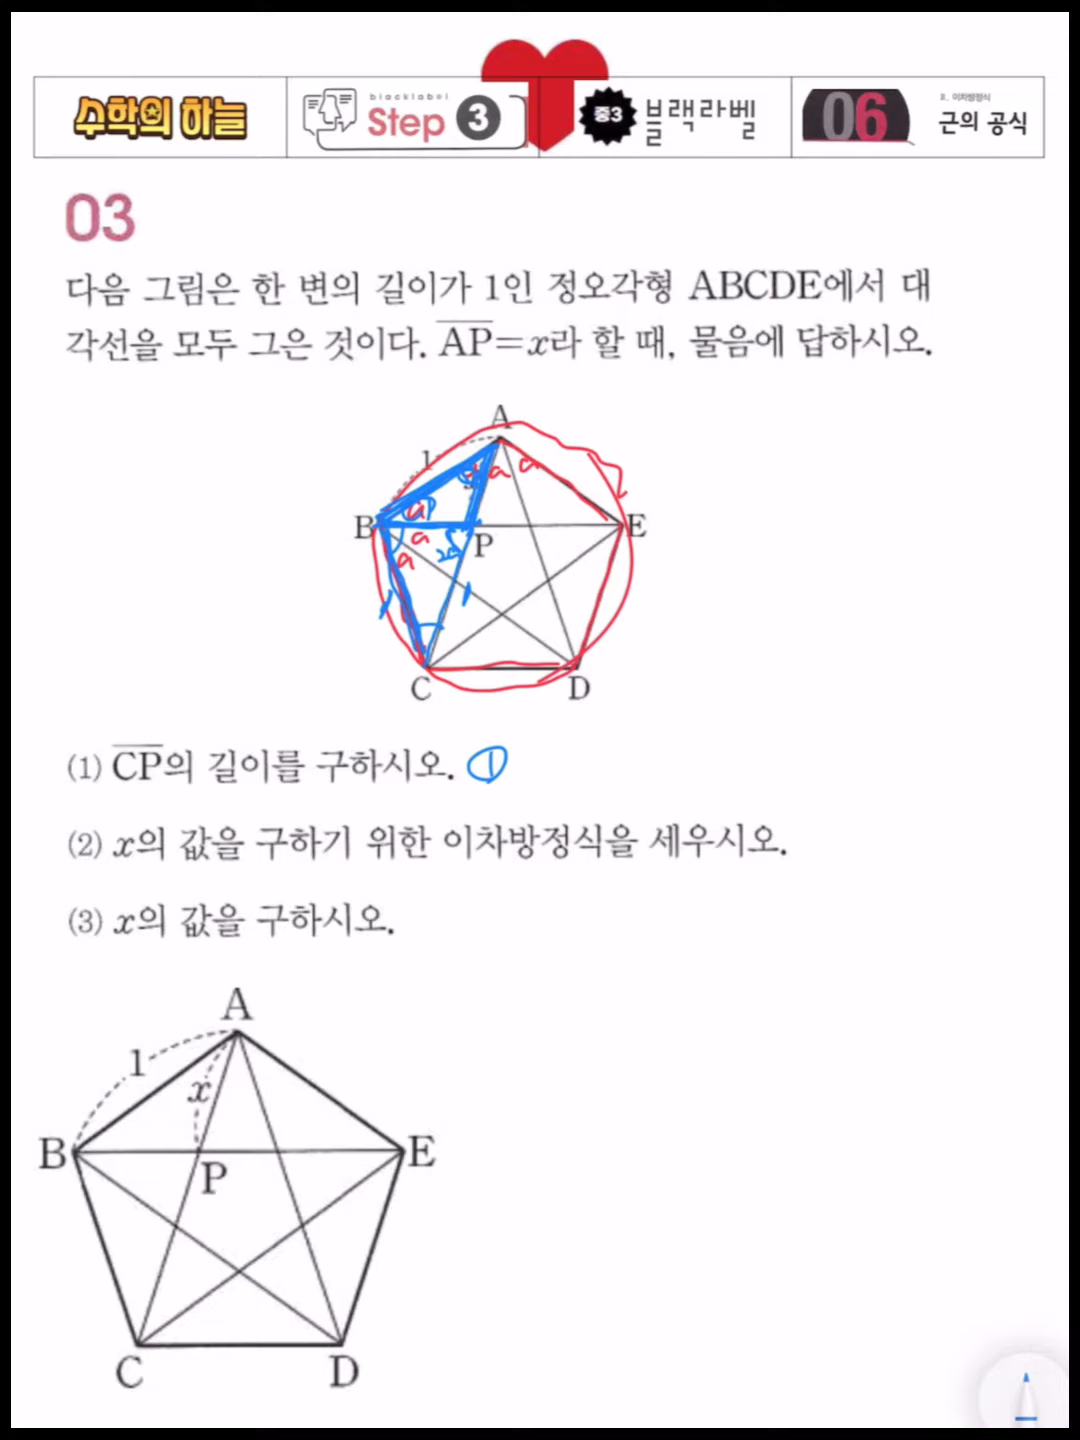 수학의 하늘
blacklabel
Step 3
중3 블랙라벨
06
Ⅱ. 이차방정식
근의 공식
03
다음 그림은 한 변의 길이가 1인 정오각형 ABCDE에서 대
각선을 모두 그은 것이다. AP=x라 할 때, 물음에 답하시오.
A
1
a a
B a P E
a P 2a
a
1 1
C D
(1) CP의 길이를 구하시오. ①
(2) x의 값을 구하기 위한 이차방정식을 세우시오.
(3) x의 값을 구하시오.
A
1
x
B E
P
C D